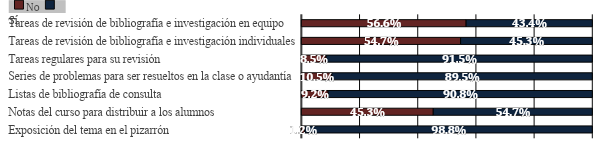 No
Sí
Tareas de revisión de bibliografía e investigación en equipo 56.6% 43.4%
Tareas de revisión de bibliografía e investigación individuales 54.7% 45.3%
Tareas regulares para su revisión 8.5% 91.5%
Series de problemas para ser resueltos en la clase o ayudantía 10.5% 89.5%
Listas de bibliografía de consulta 9.2% 90.8%
Notas del curso para distribuir a los alumnos 45.3% 54.7%
Exposición del tema en el pizarrón .2% 98.8%